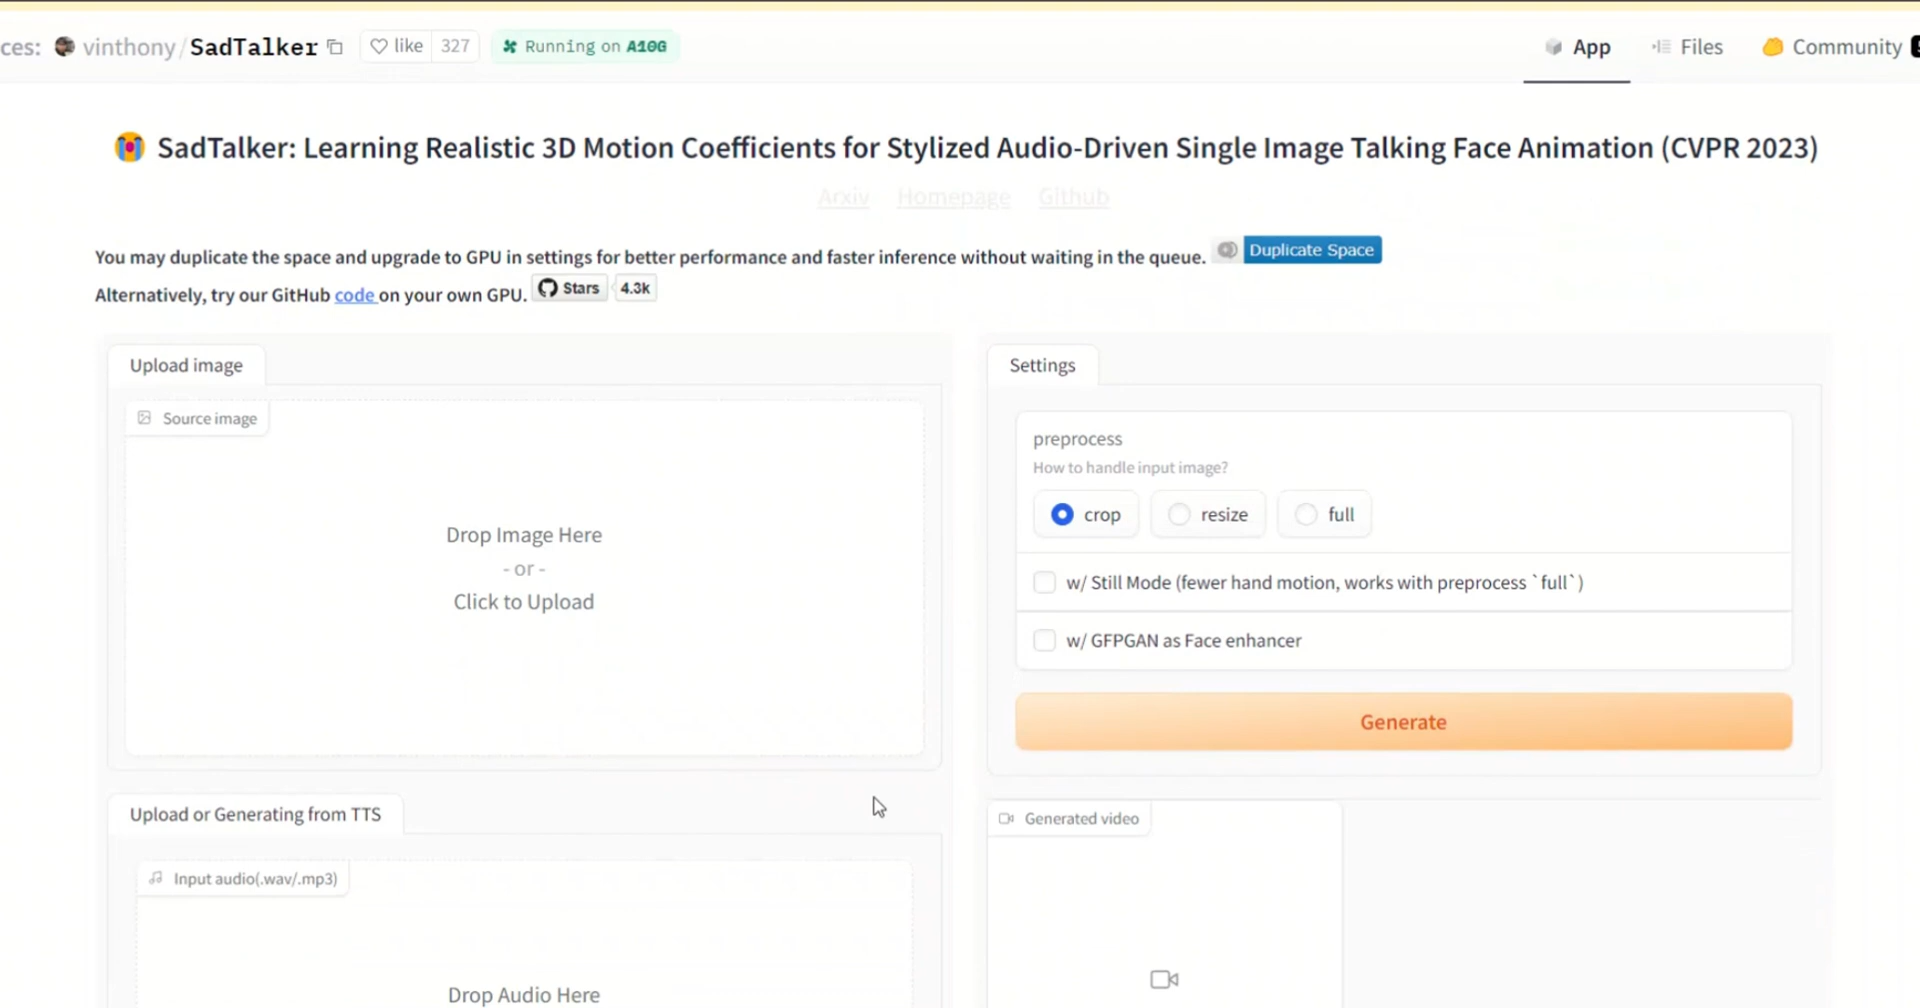 ces: vinthony/SadTalker like 327 Running on A10G App Files Community
SadTalker: Learning Realistic 3D Motion Coefficients for Stylized Audio-Driven Single Image Talking Face Animation (CVPR 2023)
Arxiv Homepage Github
You may duplicate the space and upgrade to GPU in settings for better performance and faster inference without waiting in the queue. Duplicate Space
Alternatively, try our GitHub code on your own GPU. Stars 4.3k
Upload image
Source image
Drop Image Here
- or -
Click to Upload
Upload or Generating from TTS
Input audio(.wav/.mp3)
Drop Audio Here
Settings
preprocess
How to handle input image?
crop resize full
w/ Still Mode (fewer hand motion, works with preprocess `full`)
w/ GFPGAN as Face enhancer
Generate
Generated video